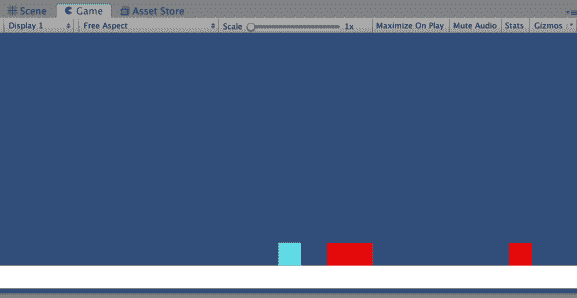 Scene Game Asset Store
Display 1 Free Aspect Scale 1x Maximize On Play Mute Audio Stats Gizmos